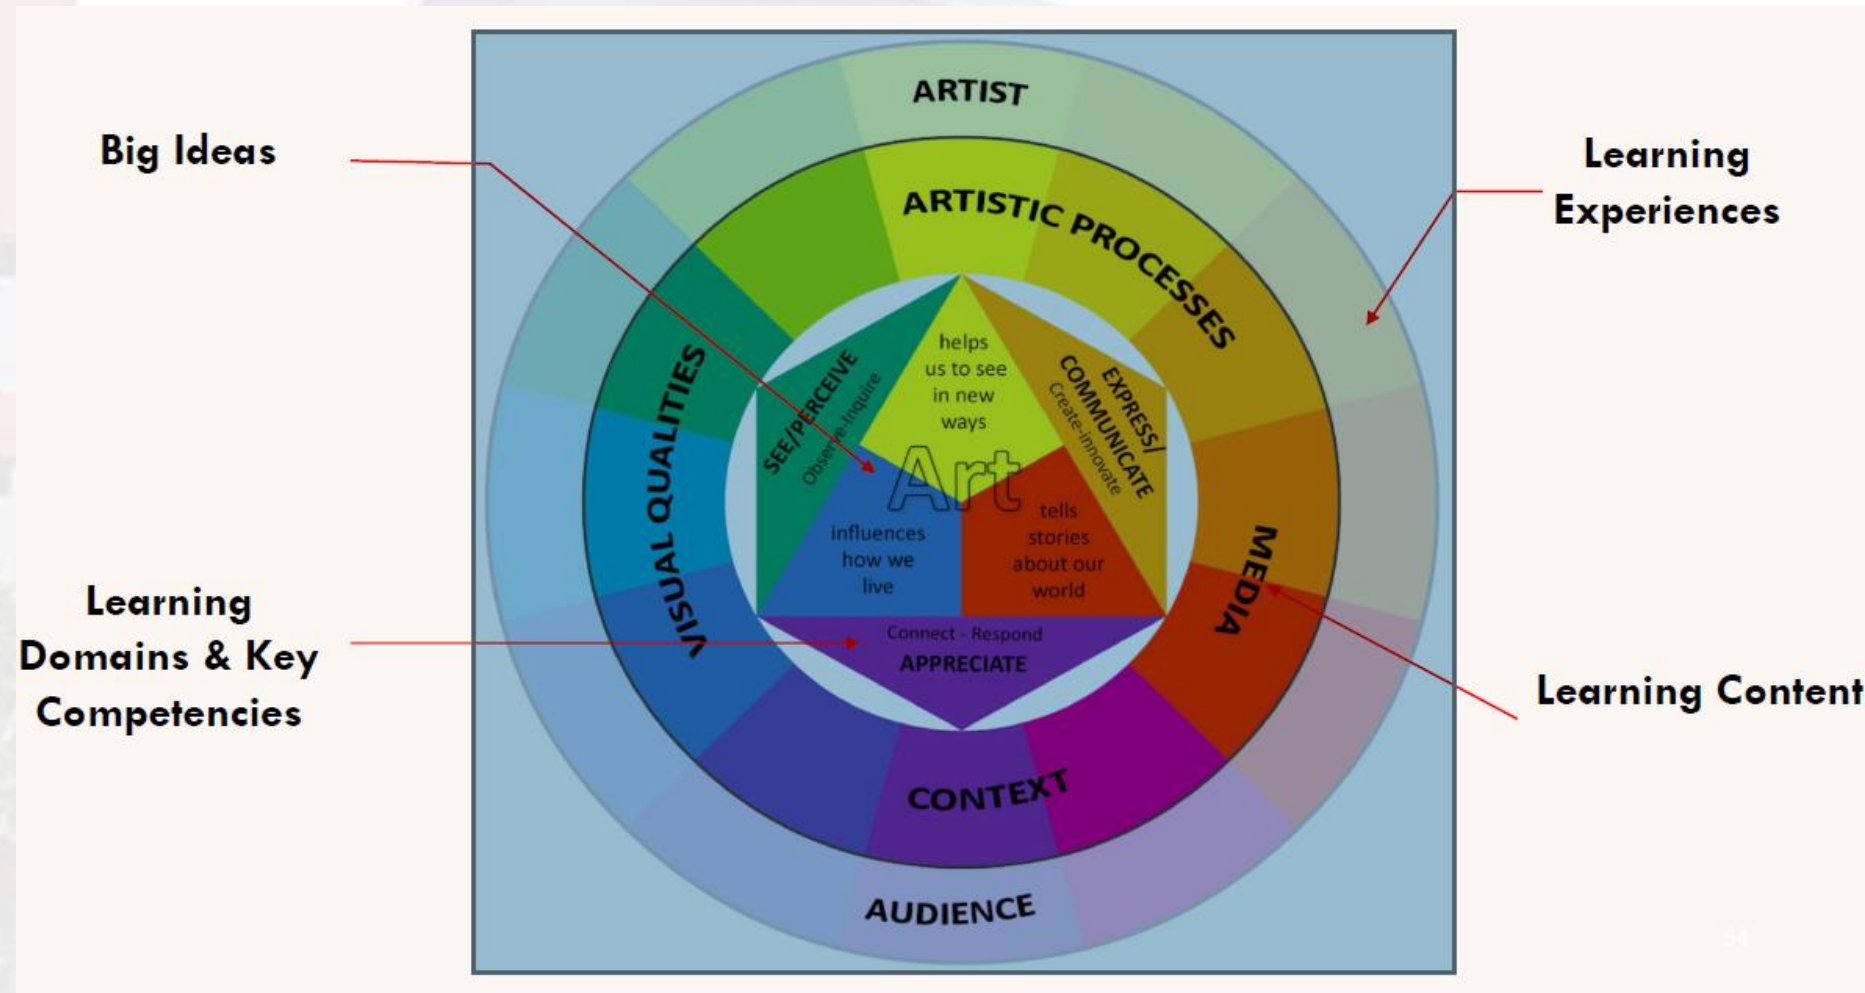 Big Ideas
Learning
Domains & Key
Competencies
ARTIST
ARTISTIC PROCESSES
VISUAL QUALITIES
MEDIA
CONTEXT
AUDIENCE
SEE/PERCEIVE
Observe-Inquire
helps
us to see
in new
ways
EXPRESS/
COMMUNICATE
Create-innovate
Art
influences
how we
live
tells
stories
about our
world
Connect - Respond
APPRECIATE
Learning
Experiences
Learning Content
54